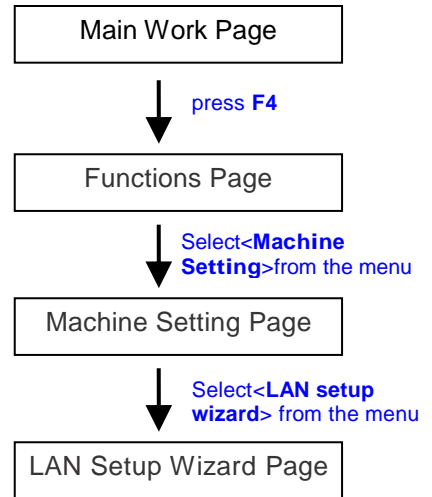 Main Work Page
press F4
Functions Page
Select<Machine
Setting>from the menu
Machine Setting Page
Select<LAN setup
wizard> from the menu
LAN Setup Wizard Page